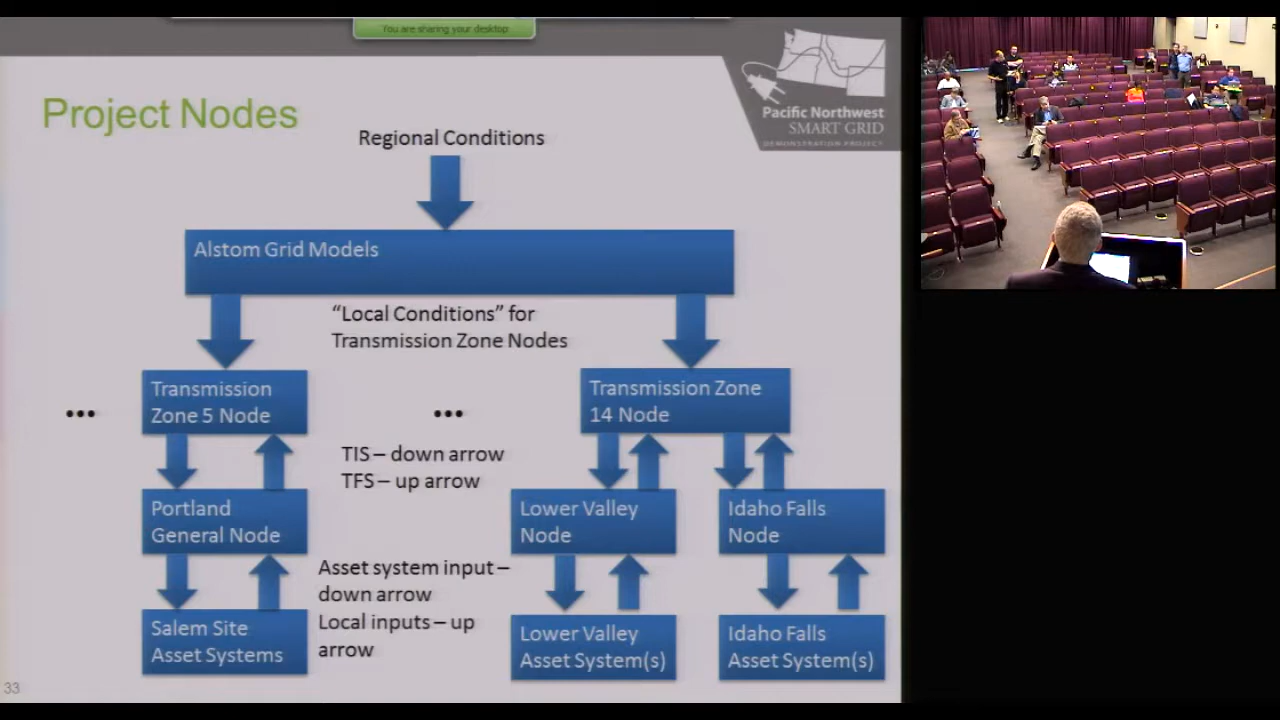 You are sharing your desktop
Pacific Northwest
SMART GRID
DEMONSTRATION PROJECT
Project Nodes
Regional Conditions
Alstom Grid Models
“Local Conditions” for
Transmission Zone Nodes
Transmission
Zone 5 Node
Transmission Zone
14 Node
•••
•••
TIS – down arrow
TFS – up arrow
Portland
General Node
Lower Valley
Node
Idaho Falls
Node
Asset system input –
down arrow
Local inputs – up
arrow
Salem Site
Asset Systems
Lower Valley
Asset System(s)
Idaho Falls
Asset System(s)
33